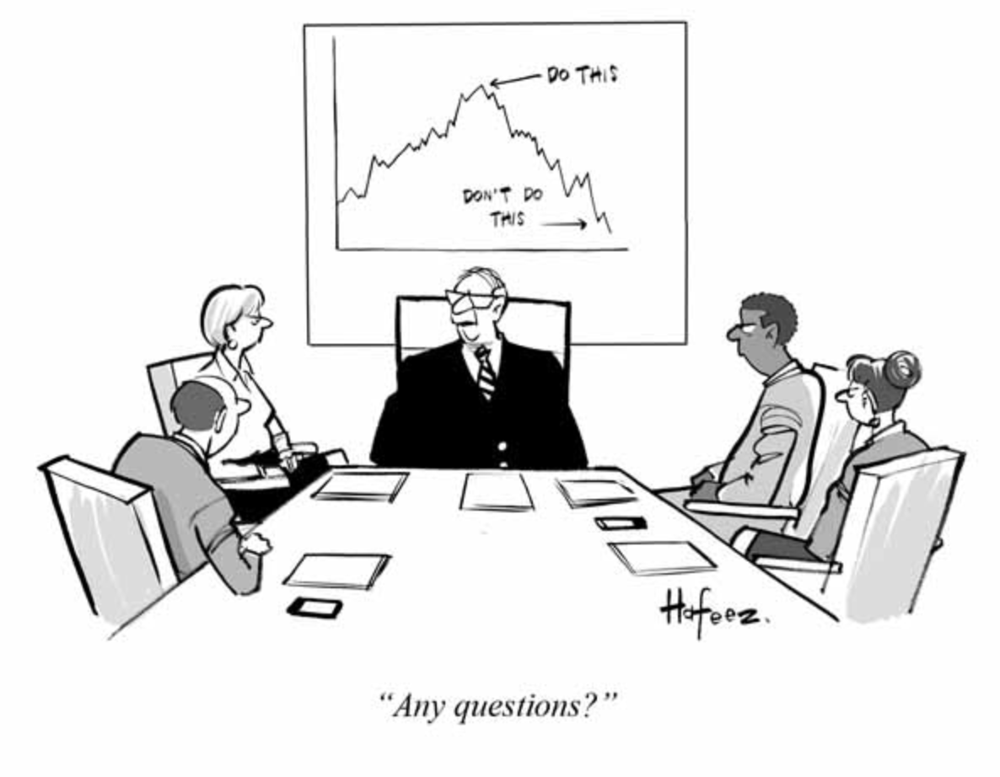 DO THIS
DON'T DO
THIS
Hafeez.
“Any questions?”